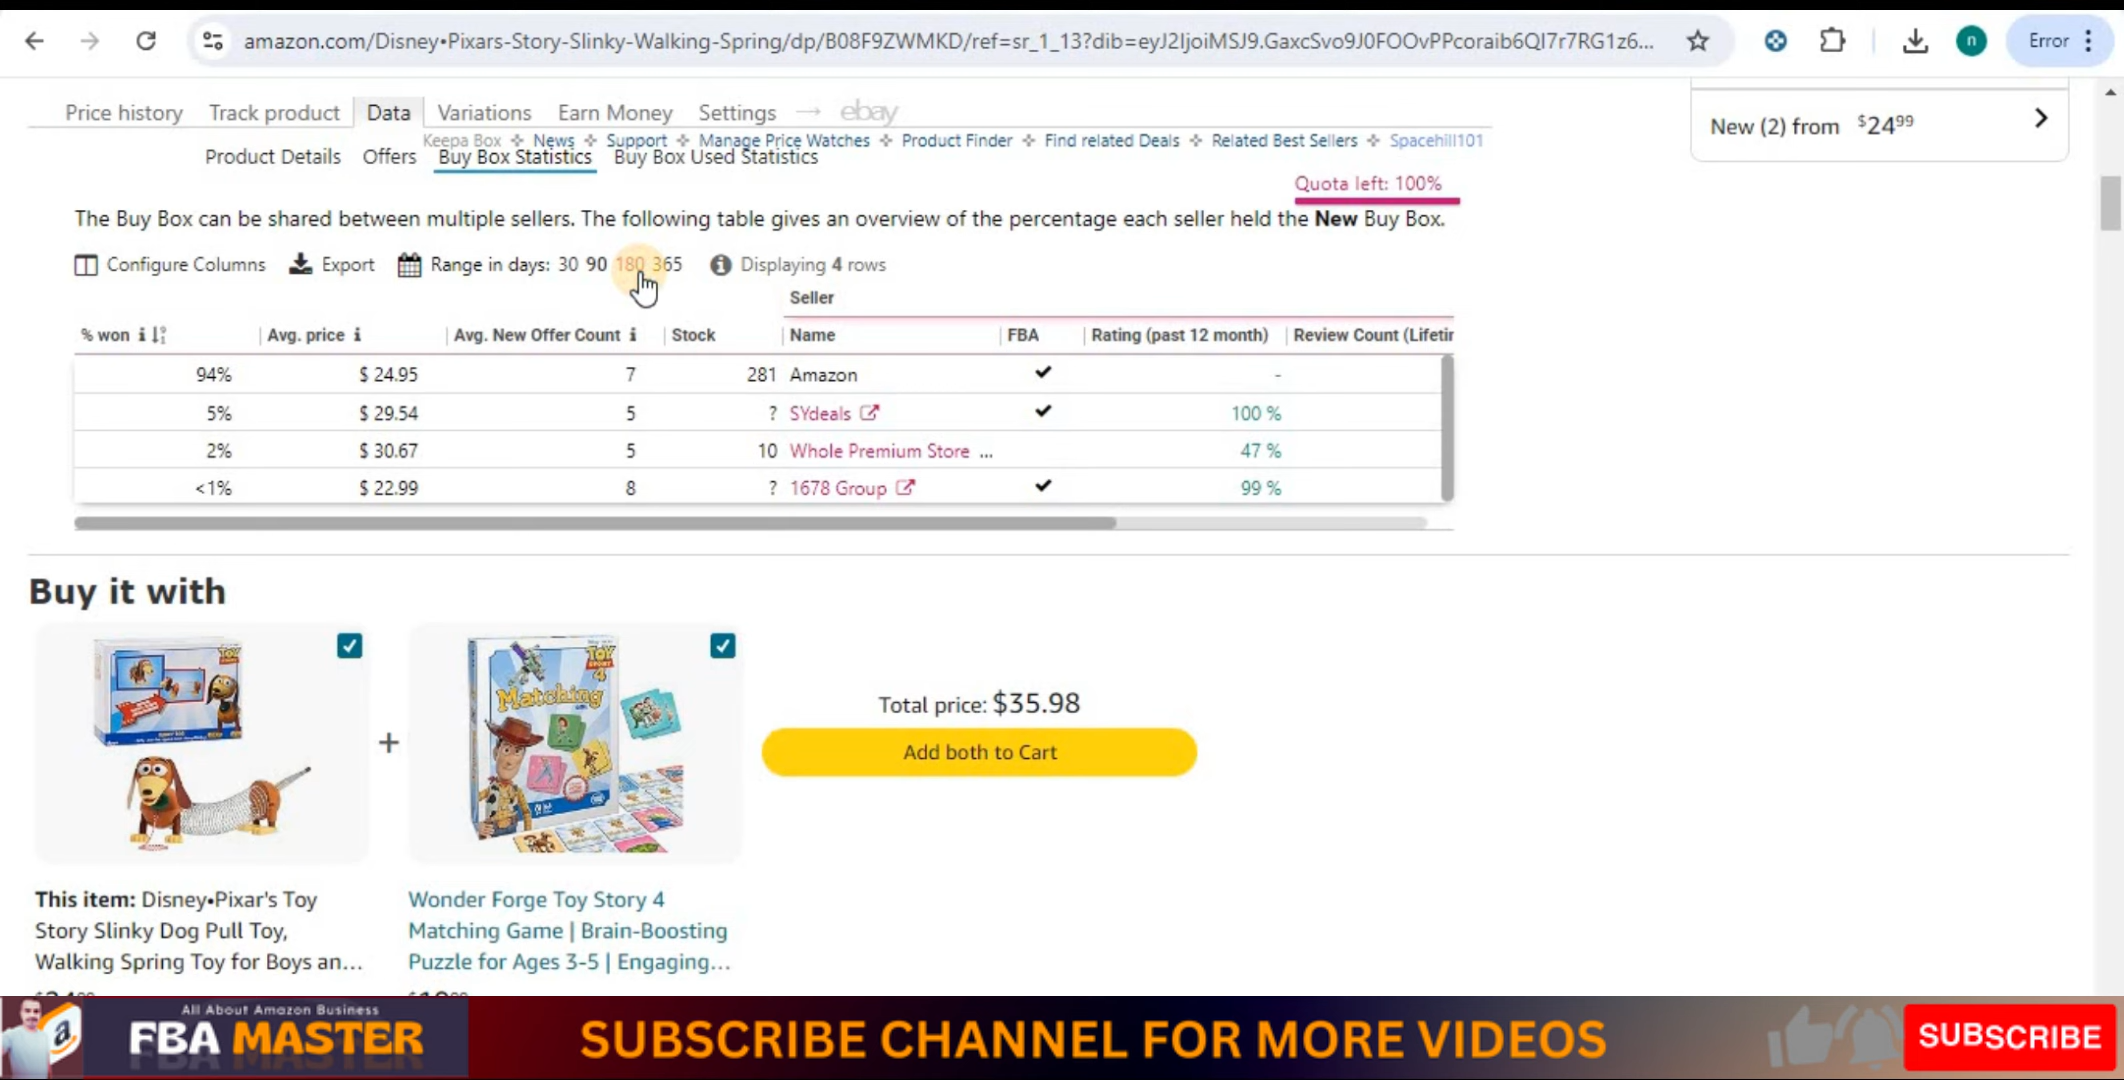 amazon.com/Disney•Pixars-Story-Slinky-Walking-Spring/dp/B08F9ZWMKD/ref=sr_1_13?dib=eyJ2IjoiMSJ9.GaxcSvo9J0FOOvPPcoraib6QI7r7RG1z6...
n
Error
Price history Track product Data Variations Earn Money Settings → ebay
New (2) from $24⁹⁹
Keepa Box ✧ News ✧ Support ✧ Manage Price Watches ✧ Product Finder ✧ Find related Deals ✧ Related Best Sellers ✧ Spacehill101
Product Details Offers Buy Box Statistics Buy Box Used Statistics
Quota left: 100%
The Buy Box can be shared between multiple sellers. The following table gives an overview of the percentage each seller held the New Buy Box.
Configure Columns Export Range in days: 30 90 180 365 Displaying 4 rows
Seller
% won Avg. price Avg. New Offer Count Stock Name FBA Rating (past 12 month) Review Count (Lifetir
94% $ 24.95 7 281 Amazon ✔ -
5% $ 29.54 5 ? SYdeals ✔ 100 %
2% $ 30.67 5 10 Whole Premium Store ... 47 %
<1% $ 22.99 8 ? 1678 Group ✔ 99 %
Buy it with
TOY STORY 4
Matching
+
Total price: $35.98
Add both to Cart
This item: Disney•Pixar's Toy
Story Slinky Dog Pull Toy,
Walking Spring Toy for Boys an...
Wonder Forge Toy Story 4
Matching Game | Brain-Boosting
Puzzle for Ages 3-5 | Engaging...
a
All About Amazon Business
FBA MASTER
SUBSCRIBE CHANNEL FOR MORE VIDEOS
SUBSCRIBE